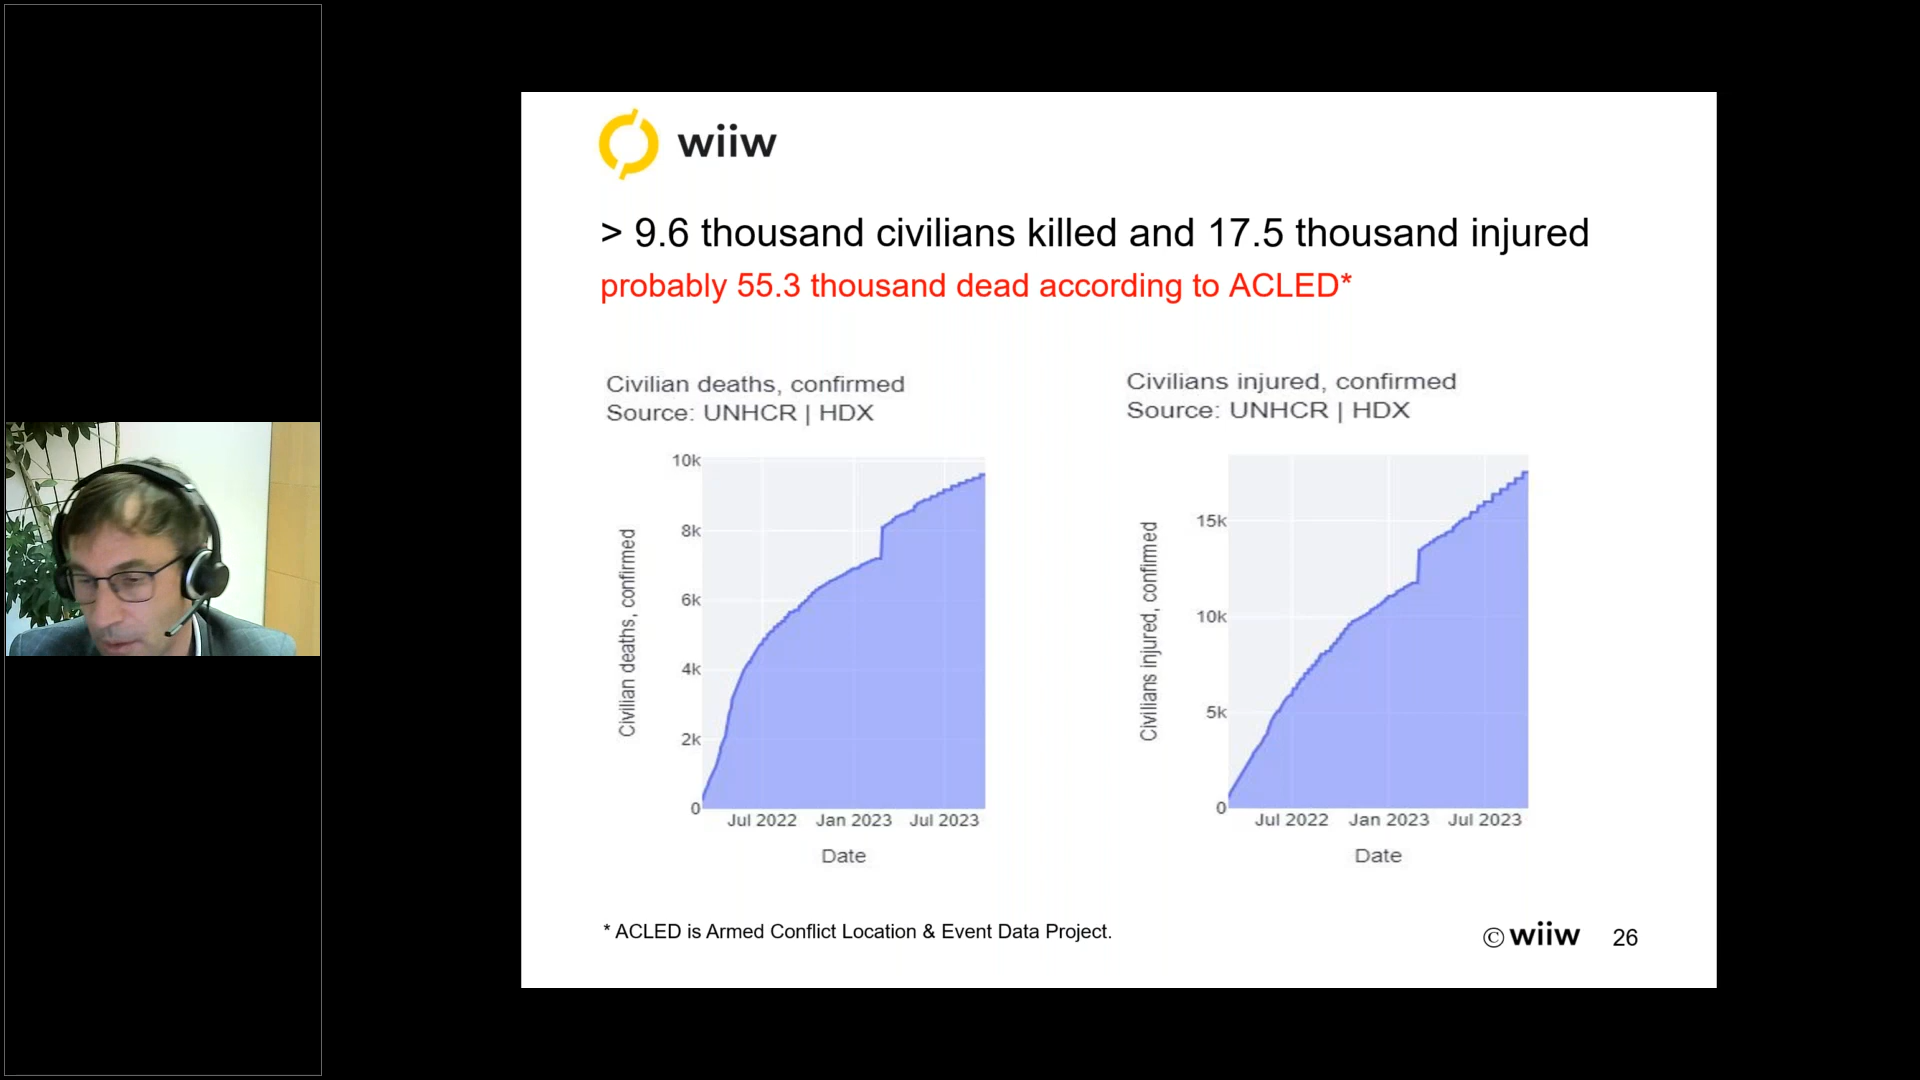 wiiw
> 9.6 thousand civilians killed and 17.5 thousand injured
probably 55.3 thousand dead according to ACLED*
Civilian deaths, confirmed
Source: UNHCR | HDX
Civilian deaths, confirmed
10k
8k
6k
4k
2k
0
Jul 2022 Jan 2023 Jul 2023
Date
Civilians injured, confirmed
Source: UNHCR | HDX
Civilians injured, confirmed
15k
10k
5k
0
Jul 2022 Jan 2023 Jul 2023
Date
* ACLED is Armed Conflict Location & Event Data Project.
© wiiw 26